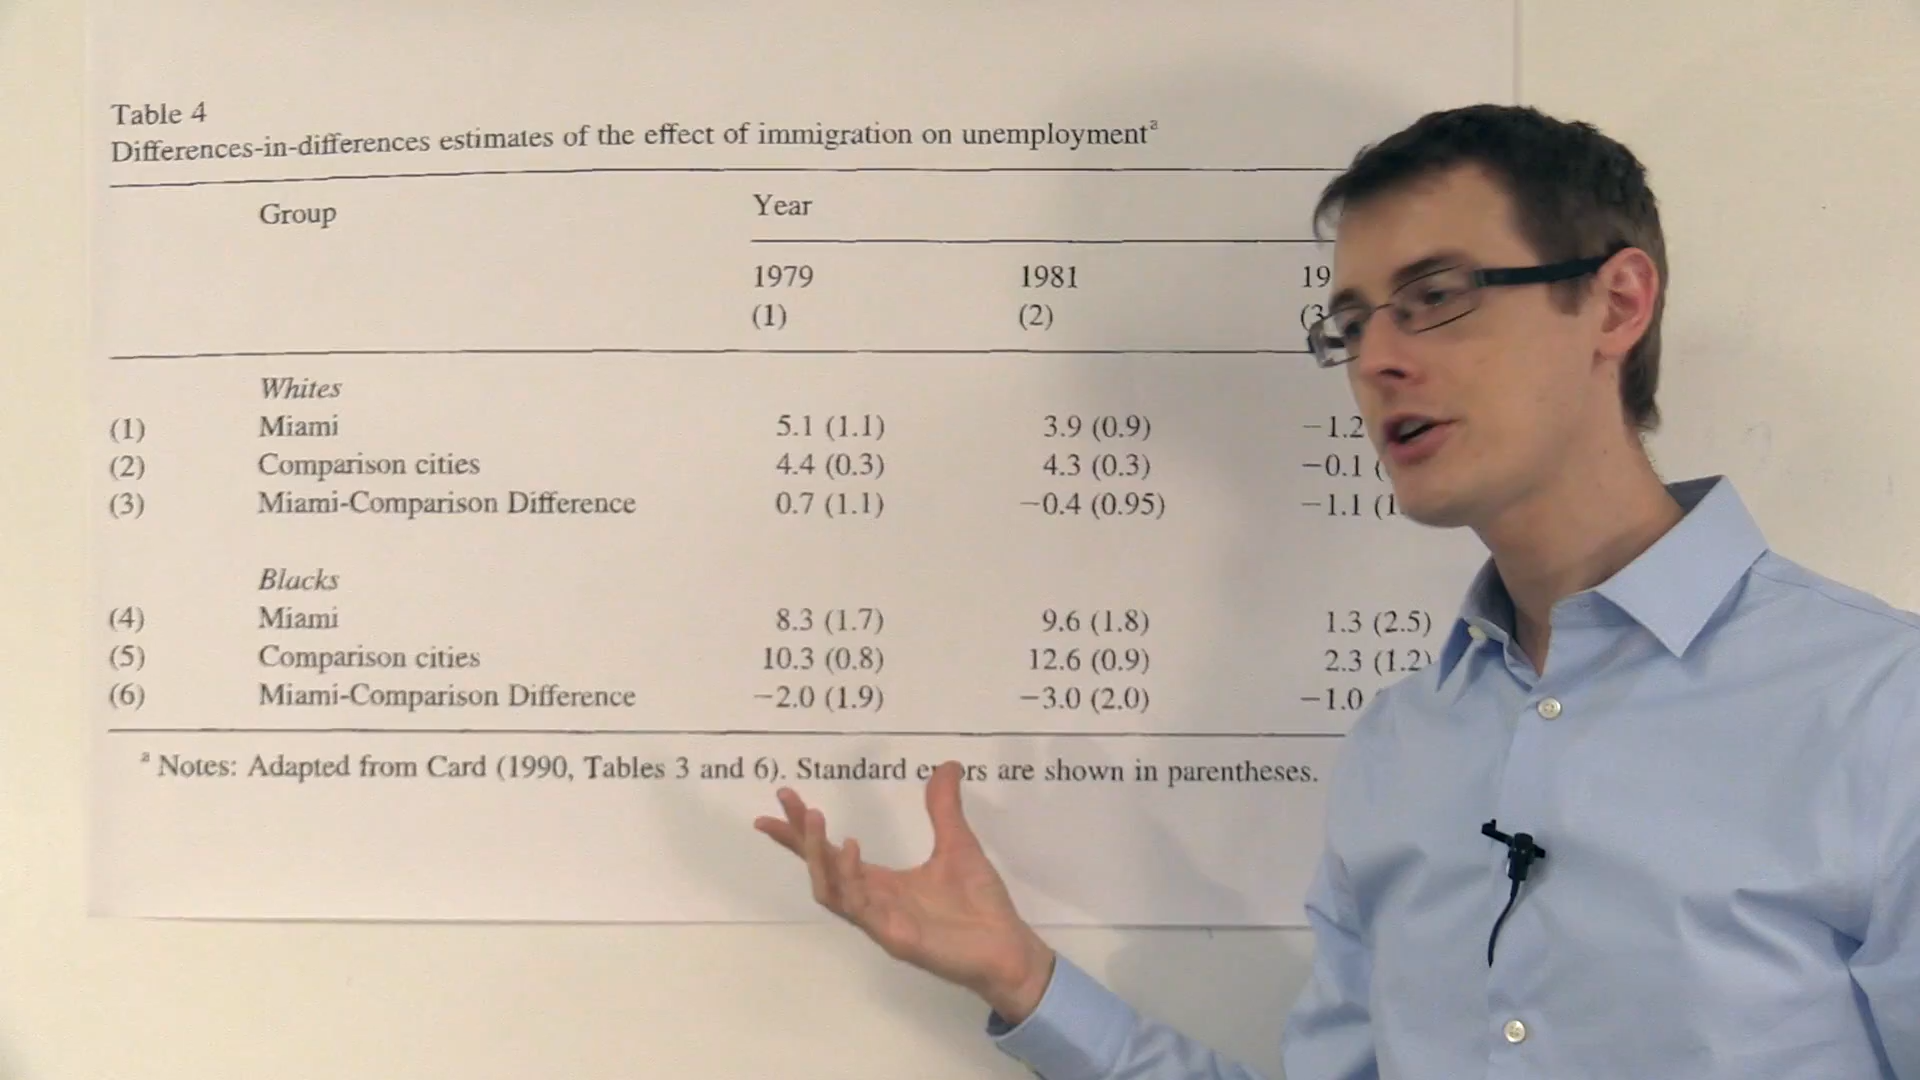 Table 4
Differences-in-differences estimates of the effect of immigration on unemployment a
Group Year
1979 1981 19
(1) (2) (3
Whites
(1) Miami 5.1 (1.1) 3.9 (0.9) −1.2
(2) Comparison cities 4.4 (0.3) 4.3 (0.3) −0.1 (
(3) Miami-Comparison Difference 0.7 (1.1) −0.4 (0.95) −1.1 (1.
Blacks
(4) Miami 8.3 (1.7) 9.6 (1.8) 1.3 (2.5)
(5) Comparison cities 10.3 (0.8) 12.6 (0.9) 2.3 (1.2)
(6) Miami-Comparison Difference −2.0 (1.9) −3.0 (2.0) −1.0
a Notes: Adapted from Card (1990, Tables 3 and 6). Standard errors are shown in parentheses.